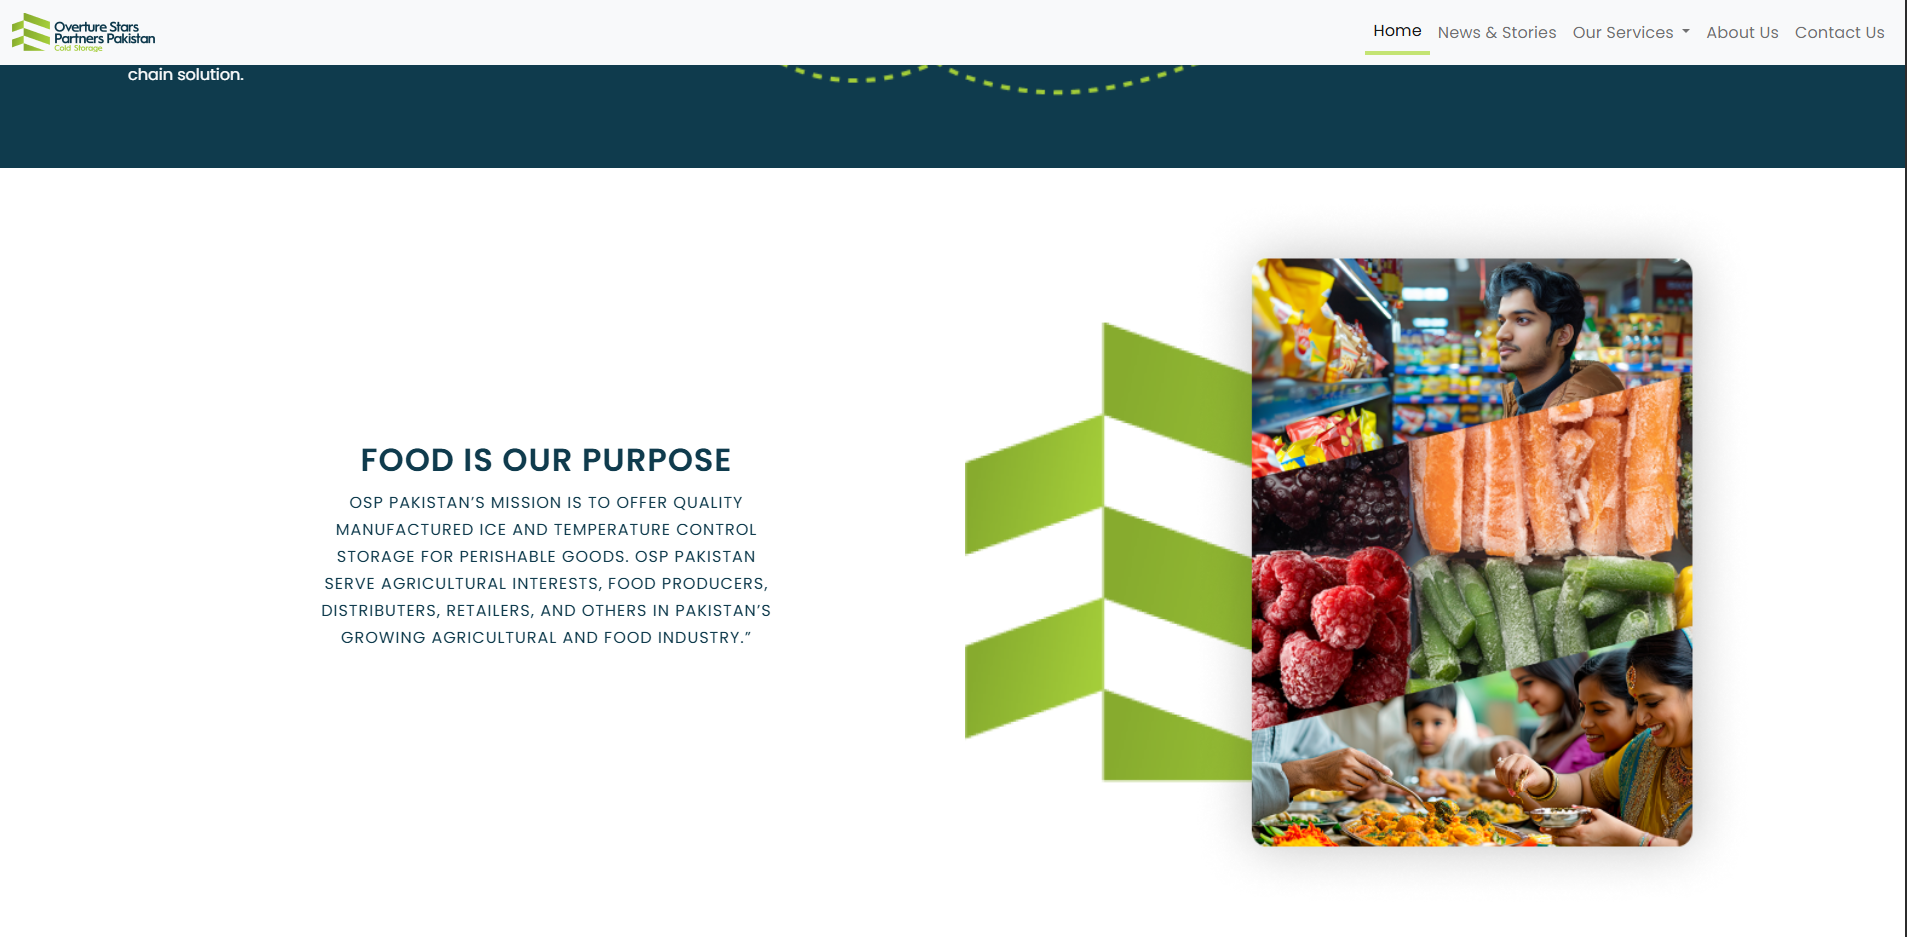 Overture Stars
Partners Pakistan
Cold Storage
Home News & Stories Our Services About Us Contact Us
chain solution.
FOOD IS OUR PURPOSE
OSP PAKISTAN’S MISSION IS TO OFFER QUALITY
MANUFACTURED ICE AND TEMPERATURE CONTROL
STORAGE FOR PERISHABLE GOODS. OSP PAKISTAN
SERVE AGRICULTURAL INTERESTS, FOOD PRODUCERS,
DISTRIBUTERS, RETAILERS, AND OTHERS IN PAKISTAN’S
GROWING AGRICULTURAL AND FOOD INDUSTRY.”